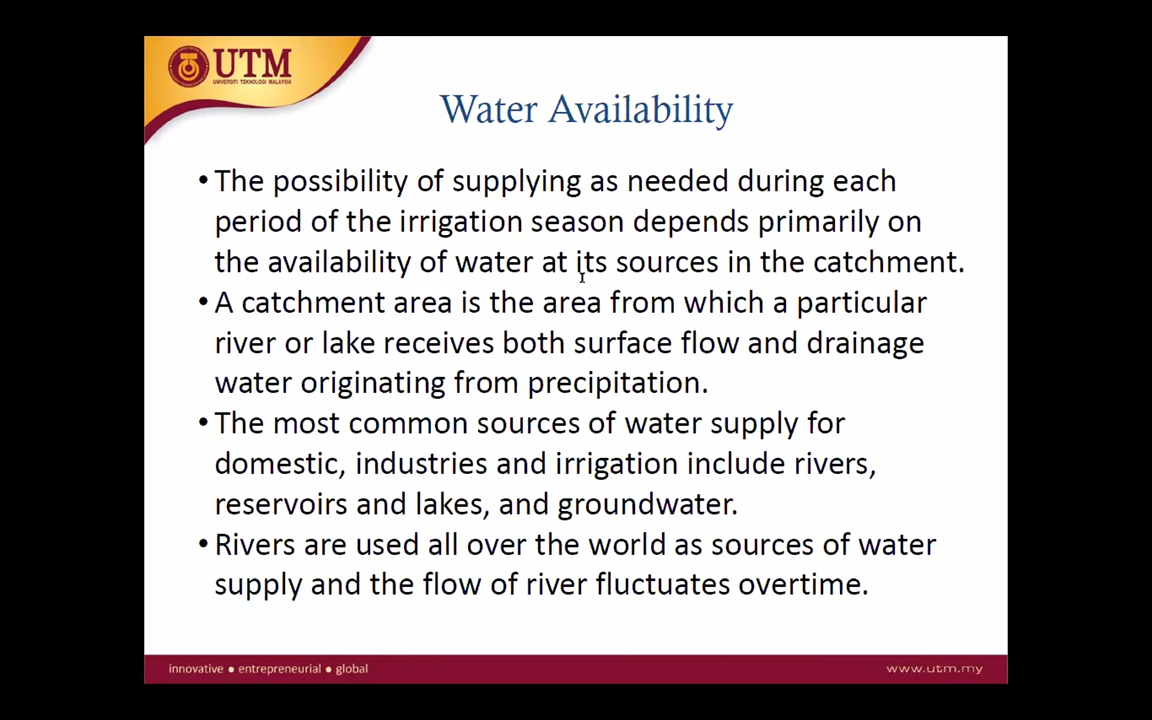 UTM
UNIVERSITI TEKNOLOGI MALAYSIA
Water Availability
•The possibility of supplying as needed during each
period of the irrigation season depends primarily on
the availability of water at its sources in the catchment.
•A catchment area is the area from which a particular
river or lake receives both surface flow and drainage
water originating from precipitation.
•The most common sources of water supply for
domestic, industries and irrigation include rivers,
reservoirs and lakes, and groundwater.
•Rivers are used all over the world as sources of water
supply and the flow of river fluctuates overtime.
innovative ● entrepreneurial ● global
www.utm.my